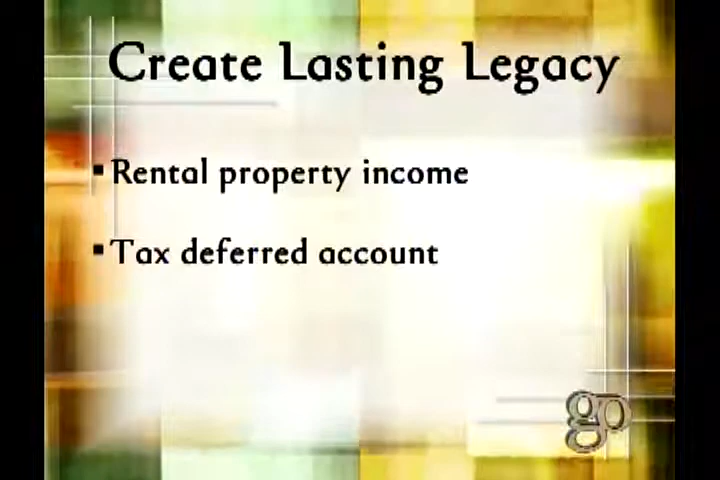 Create Lasting Legacy
▪ Rental property income
▪ Tax deferred account
go